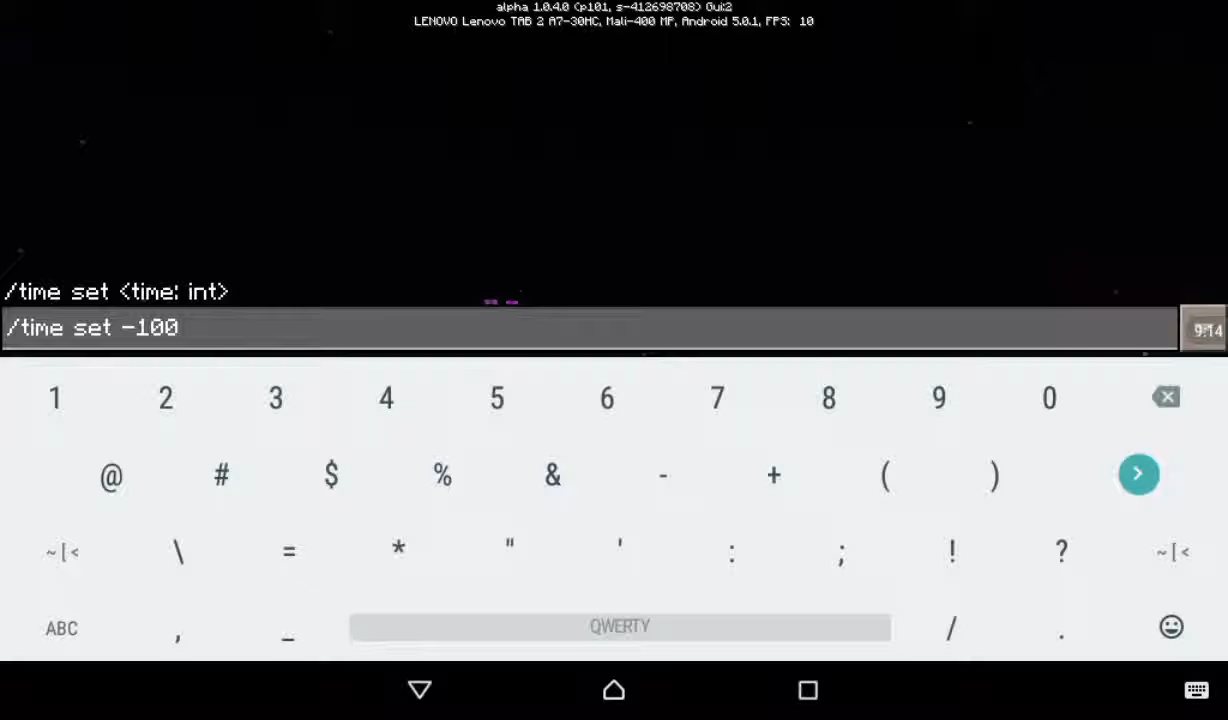 alpha 1.0.4.0 (p101, s-412698708) Gui:2
LENOVO Lenovo TAB 2 A7-30HC, Mali-400 MP, Android 5.0.1, FPS: 10
/time set <time: int>
/time set -100
9:14
1 2 3 4 5 6 7 8 9 0
@ # $ % & - + ( )
~[< \ = * " ' : ; ! ? ~[<
ABC , _ QWERTY / .